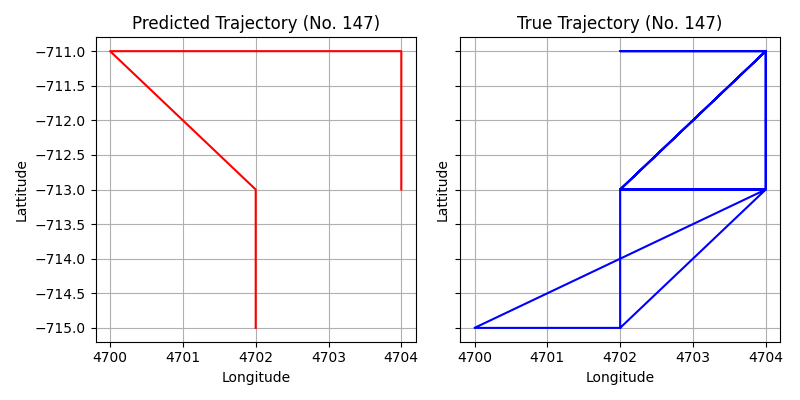 Predicted Trajectory (No. 147)
True Trajectory (No. 147)
−711.0
−711.5
−712.0
−712.5
−713.0
−713.5
−714.0
−714.5
−715.0
Lattitude
Lattitude
4700 4701 4702 4703 4704
4700 4701 4702 4703 4704
Longitude
Longitude